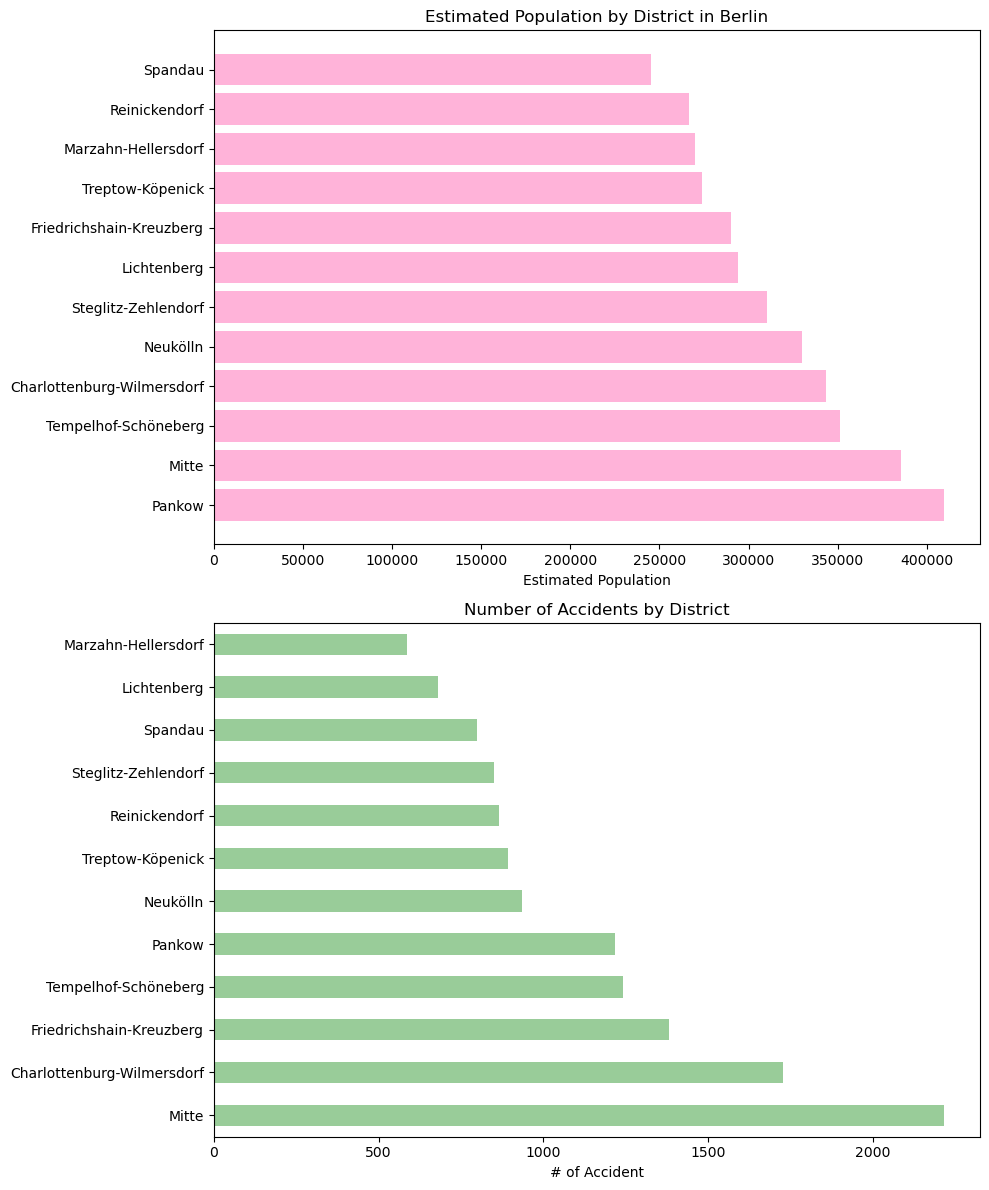 Estimated Population by District in Berlin
Spandau
Reinickendorf
Marzahn-Hellersdorf
Treptow-Köpenick
Friedrichshain-Kreuzberg
Lichtenberg
Steglitz-Zehlendorf
Neukölln
Charlottenburg-Wilmersdorf
Tempelhof-Schöneberg
Mitte
Pankow
0 50000 100000 150000 200000 250000 300000 350000 400000
Estimated Population
Number of Accidents by District
Marzahn-Hellersdorf
Lichtenberg
Spandau
Steglitz-Zehlendorf
Reinickendorf
Treptow-Köpenick
Neukölln
Pankow
Tempelhof-Schöneberg
Friedrichshain-Kreuzberg
Charlottenburg-Wilmersdorf
Mitte
0 500 1000 1500 2000
# of Accident